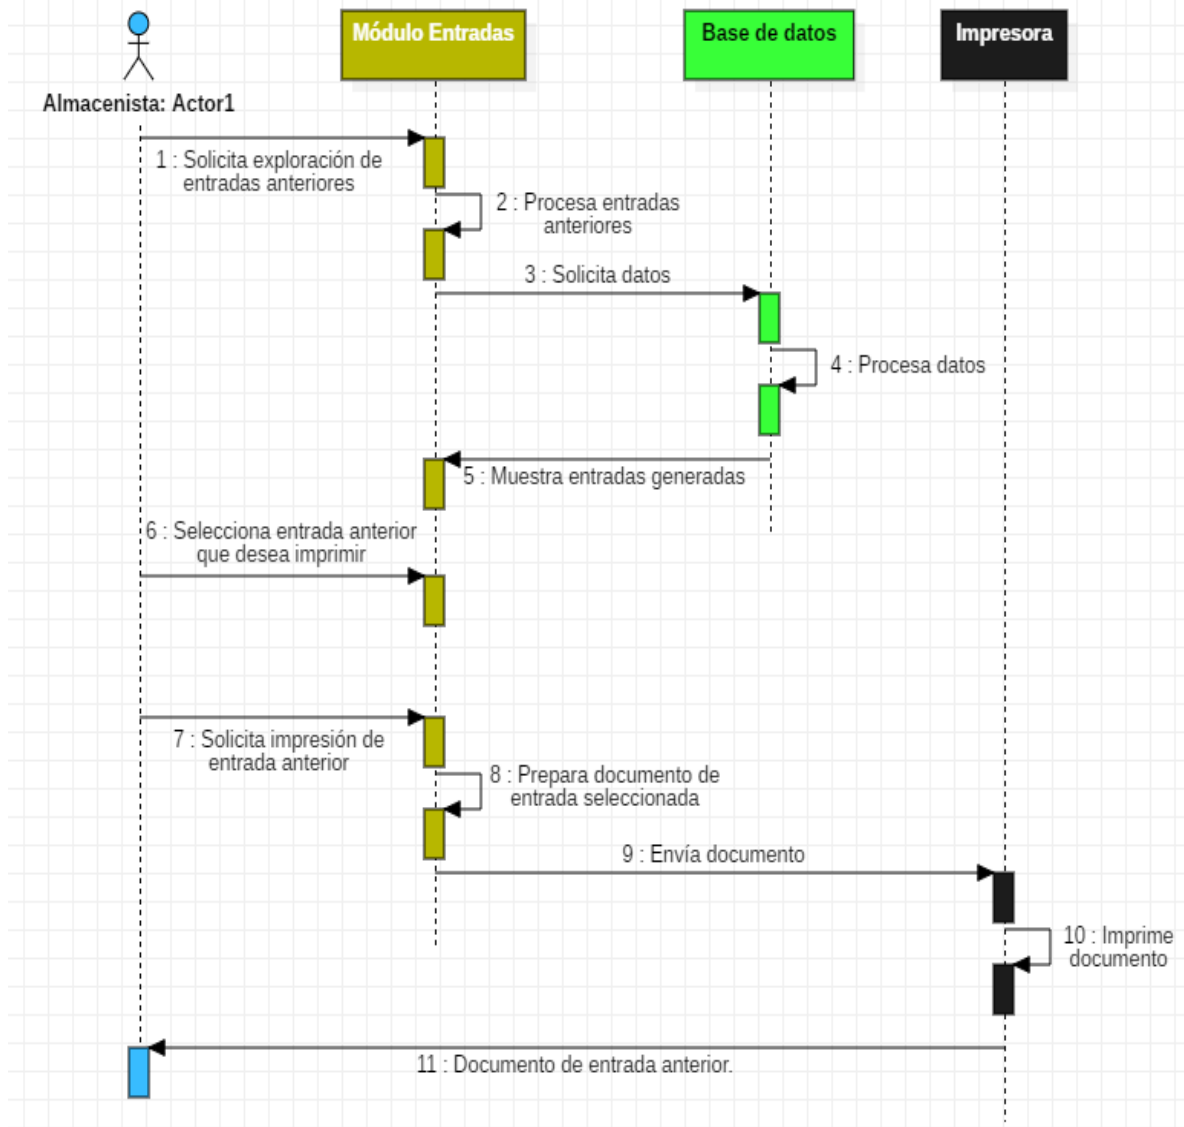 Módulo Entradas
Base de datos
Impresora
Almacenista: Actor1
1 : Solicita exploración de
entradas anteriores
2 : Procesa entradas
anteriores
3 : Solicita datos
4 : Procesa datos
5 : Muestra entradas generadas
6 : Selecciona entrada anterior
que desea imprimir
7 : Solicita impresión de
entrada anterior
8 : Prepara documento de
entrada seleccionada
9 : Envía documento
10 : Imprime
documento
11 : Documento de entrada anterior.